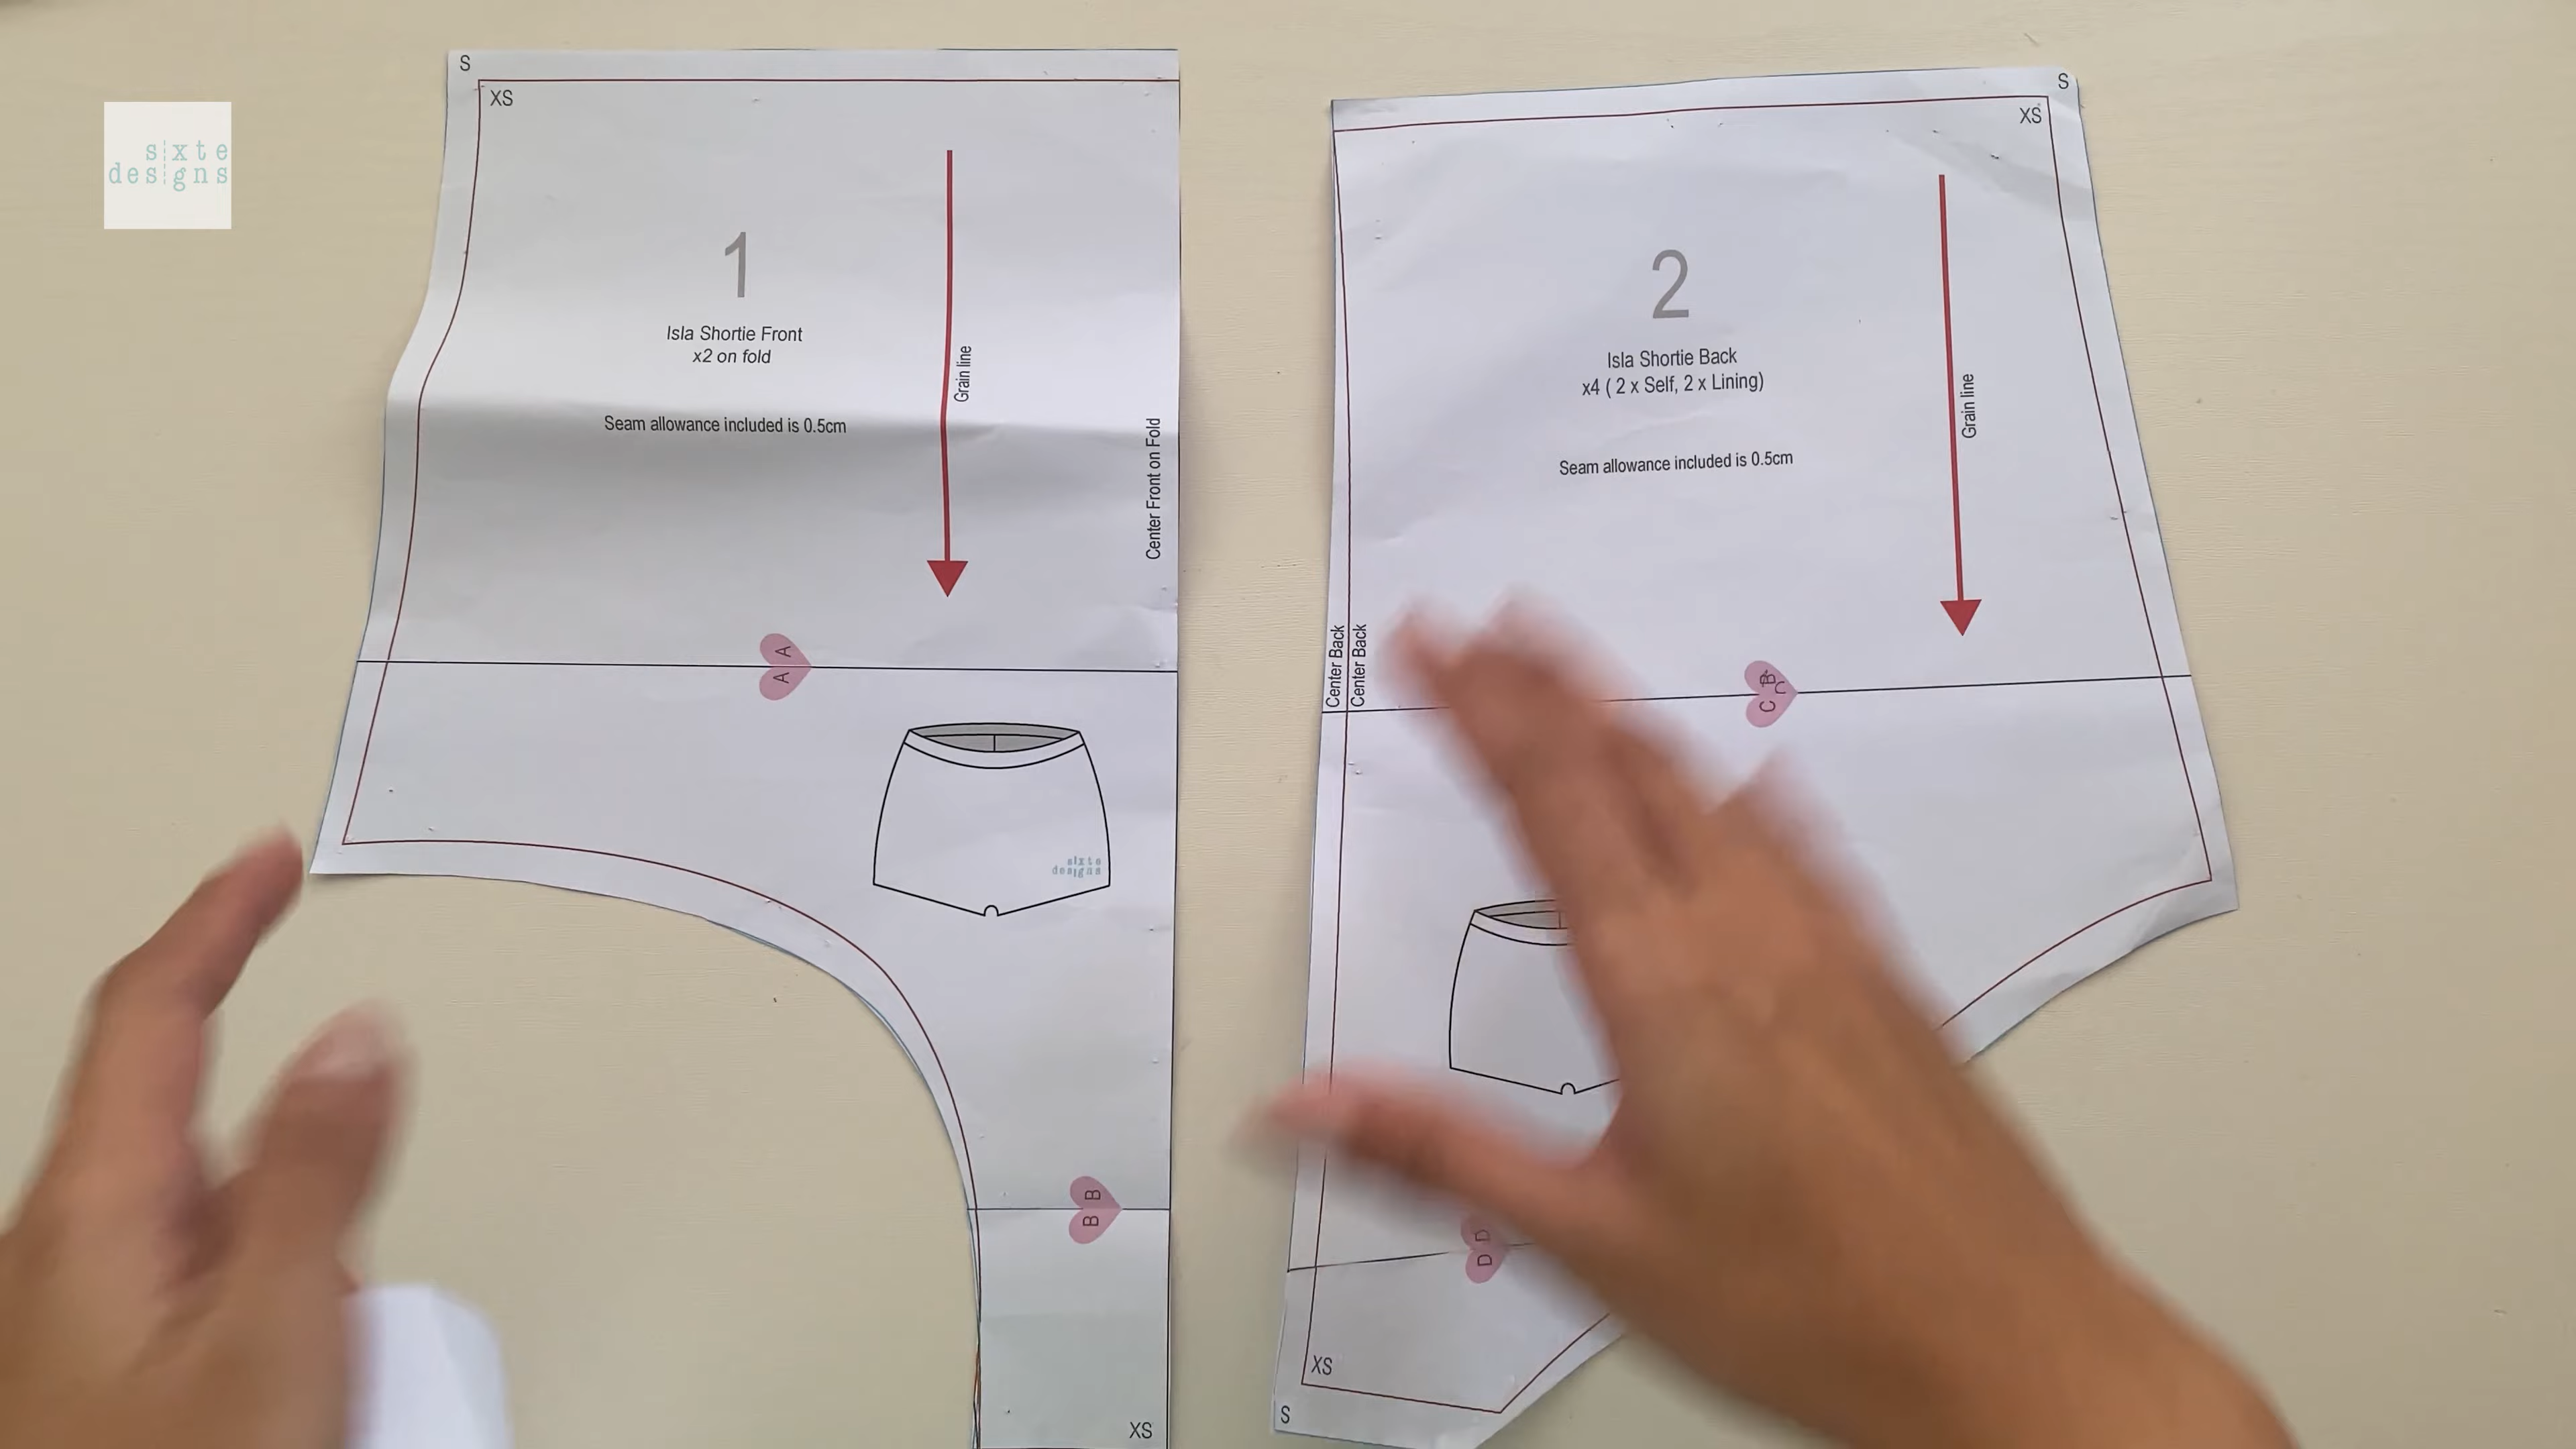 sixte
designs
S
XS
1
Isla Shortie Front
x2 on fold
Seam allowance included is 0.5cm
Grain line
Center Front on Fold
A
A
sixte
designs
B
B
XS
S
XS
2
Isla Shortie Back
x4 ( 2 x Self, 2 x Lining)
Seam allowance included is 0.5cm
Grain line
Center Back
Center Back
B
C
C
D
D
XS
S